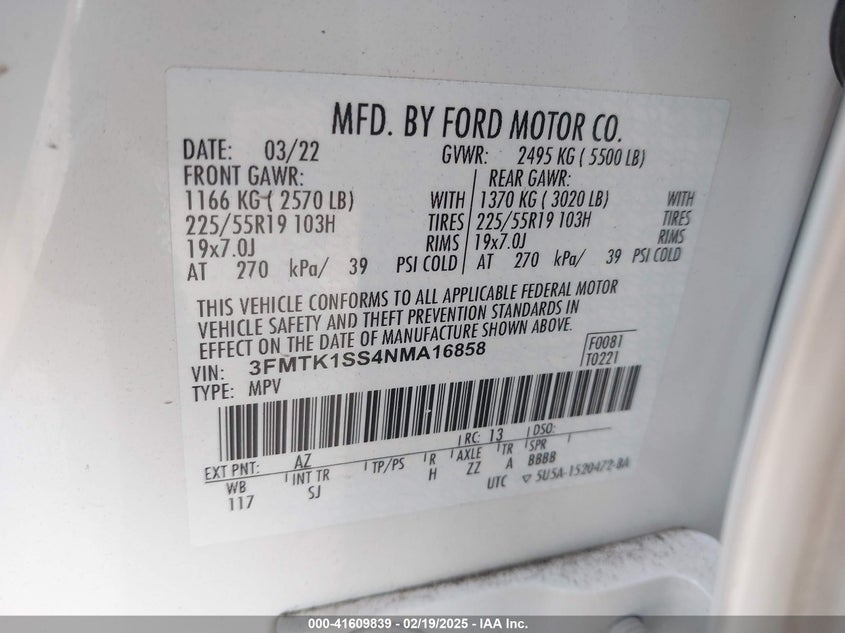 MFD. BY FORD MOTOR CO.
DATE: 03/22 GVWR: 2495 KG ( 5500 LB)
FRONT GAWR: REAR GAWR:
1166 KG ( 2570 LB) WITH 1370 KG ( 3020 LB) WITH
225/55R19 103H TIRES 225/55R19 103H TIRES
19x7.0J RIMS 19x7.0J RIMS
AT 270 kPa/ 39 PSI COLD AT 270 kPa/ 39 PSI COLD
THIS VEHICLE CONFORMS TO ALL APPLICABLE FEDERAL MOTOR
VEHICLE SAFETY AND THEFT PREVENTION STANDARDS IN
EFFECT ON THE DATE OF MANUFACTURE SHOWN ABOVE.
VIN: 3FMTK1SS4NMA16858 F0081
TYPE: MPV T0221
EXT PNT: AZ RC: 13 DSO:
WB INT TR TP/PS R AXLE TR SPR
117 SJ H ZZ A 8888
UTC ▽ 5U5A-1520472-BA
000-41609839 - 02/19/2025 - IAA Inc.